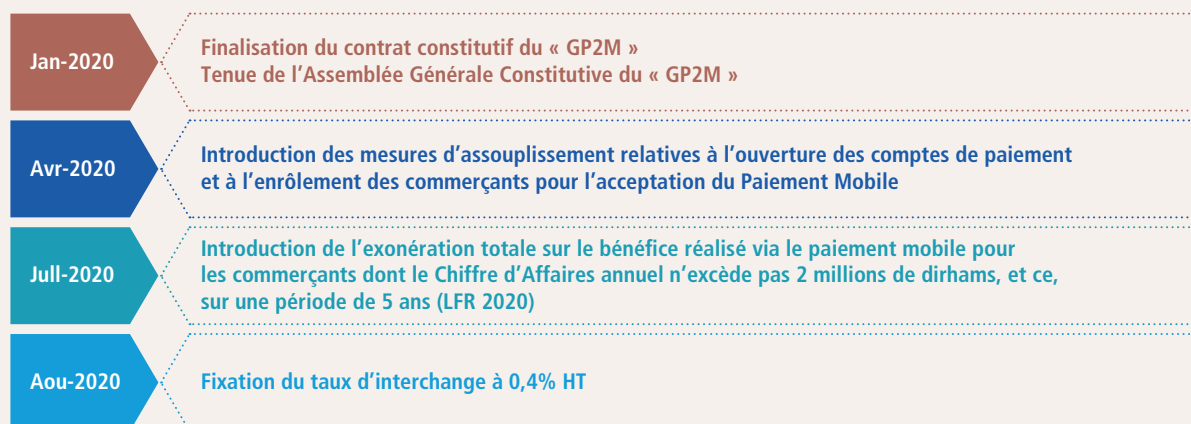 Jan-2020
Finalisation du contrat constitutif du « GP2M »
Tenue de l’Assemblée Générale Constitutive du « GP2M »
Avr-2020
Introduction des mesures d’assouplissement relatives à l’ouverture des comptes de paiement
et à l’enrôlement des commerçants pour l’acceptation du Paiement Mobile
Jull-2020
Introduction de l’exonération totale sur le bénéfice réalisé via le paiement mobile pour
les commerçants dont le Chiffre d’Affaires annuel n’excède pas 2 millions de dirhams, et ce,
sur une période de 5 ans (LFR 2020)
Aou-2020
Fixation du taux d’interchange à 0,4% HT